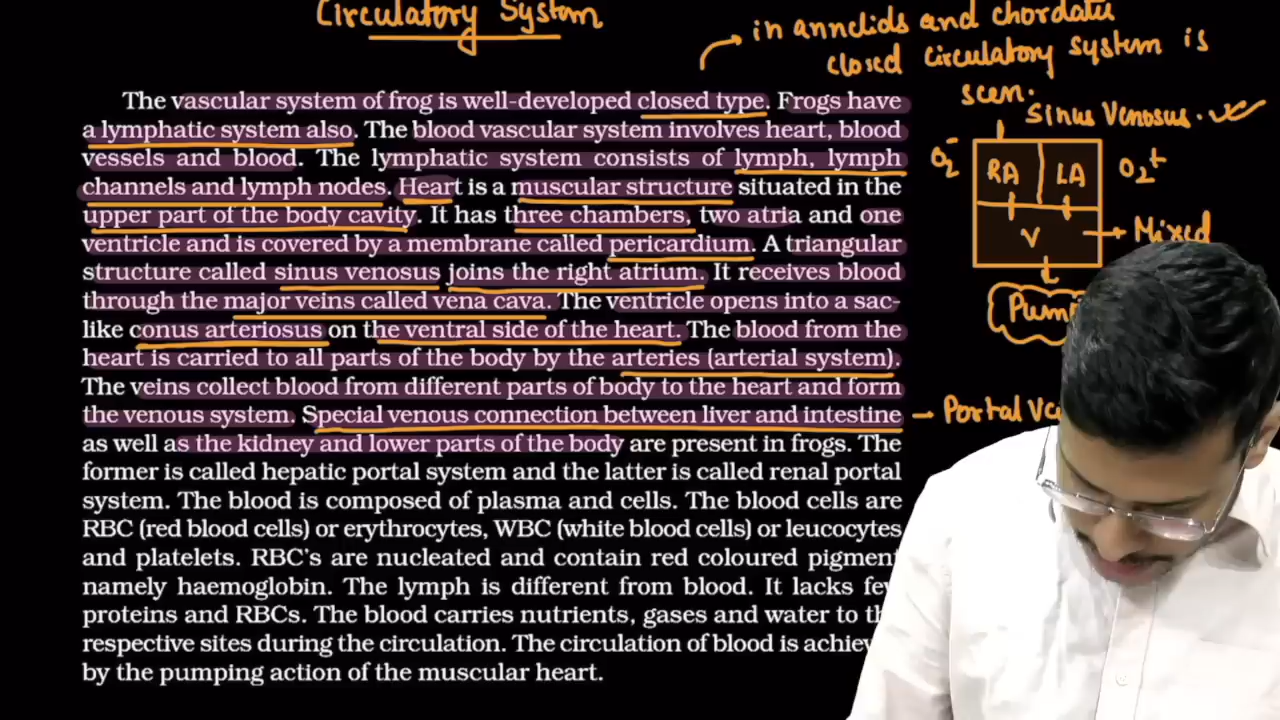 Circulatory System
in annelids and chordates
closed circulatory system is
seen.
Sinus Venosus.
O2-
RA
LA
O2+
V
Mixed
The vascular system of frog is well-developed closed type. Frogs have
a lymphatic system also. The blood vascular system involves heart, blood
vessels and blood. The lymphatic system consists of lymph, lymph
channels and lymph nodes. Heart is a muscular structure situated in the
upper part of the body cavity. It has three chambers, two atria and one
ventricle and is covered by a membrane called pericardium. A triangular
structure called sinus venosus joins the right atrium. It receives blood
through the major veins called vena cava. The ventricle opens into a sac-
like conus arteriosus on the ventral side of the heart. The blood from the
heart is carried to all parts of the body by the arteries (arterial system).
The veins collect blood from different parts of body to the heart and form
the venous system. Special venous connection between liver and intestine
Portal
as well as the kidney and lower parts of the body are present in frogs. The
former is called hepatic portal system and the latter is called renal portal
system. The blood is composed of plasma and cells. The blood cells are
RBC (red blood cells) or erythrocytes, WBC (white blood cells) or leucocytes
and platelets. RBC's are nucleated and contain red coloured pigment
namely haemoglobin. The lymph is different from blood. It lacks
proteins and RBCs. The blood carries nutrients, gases and water to
respective sites during the circulation. The circulation of blood is
by the pumping action of the muscular heart.